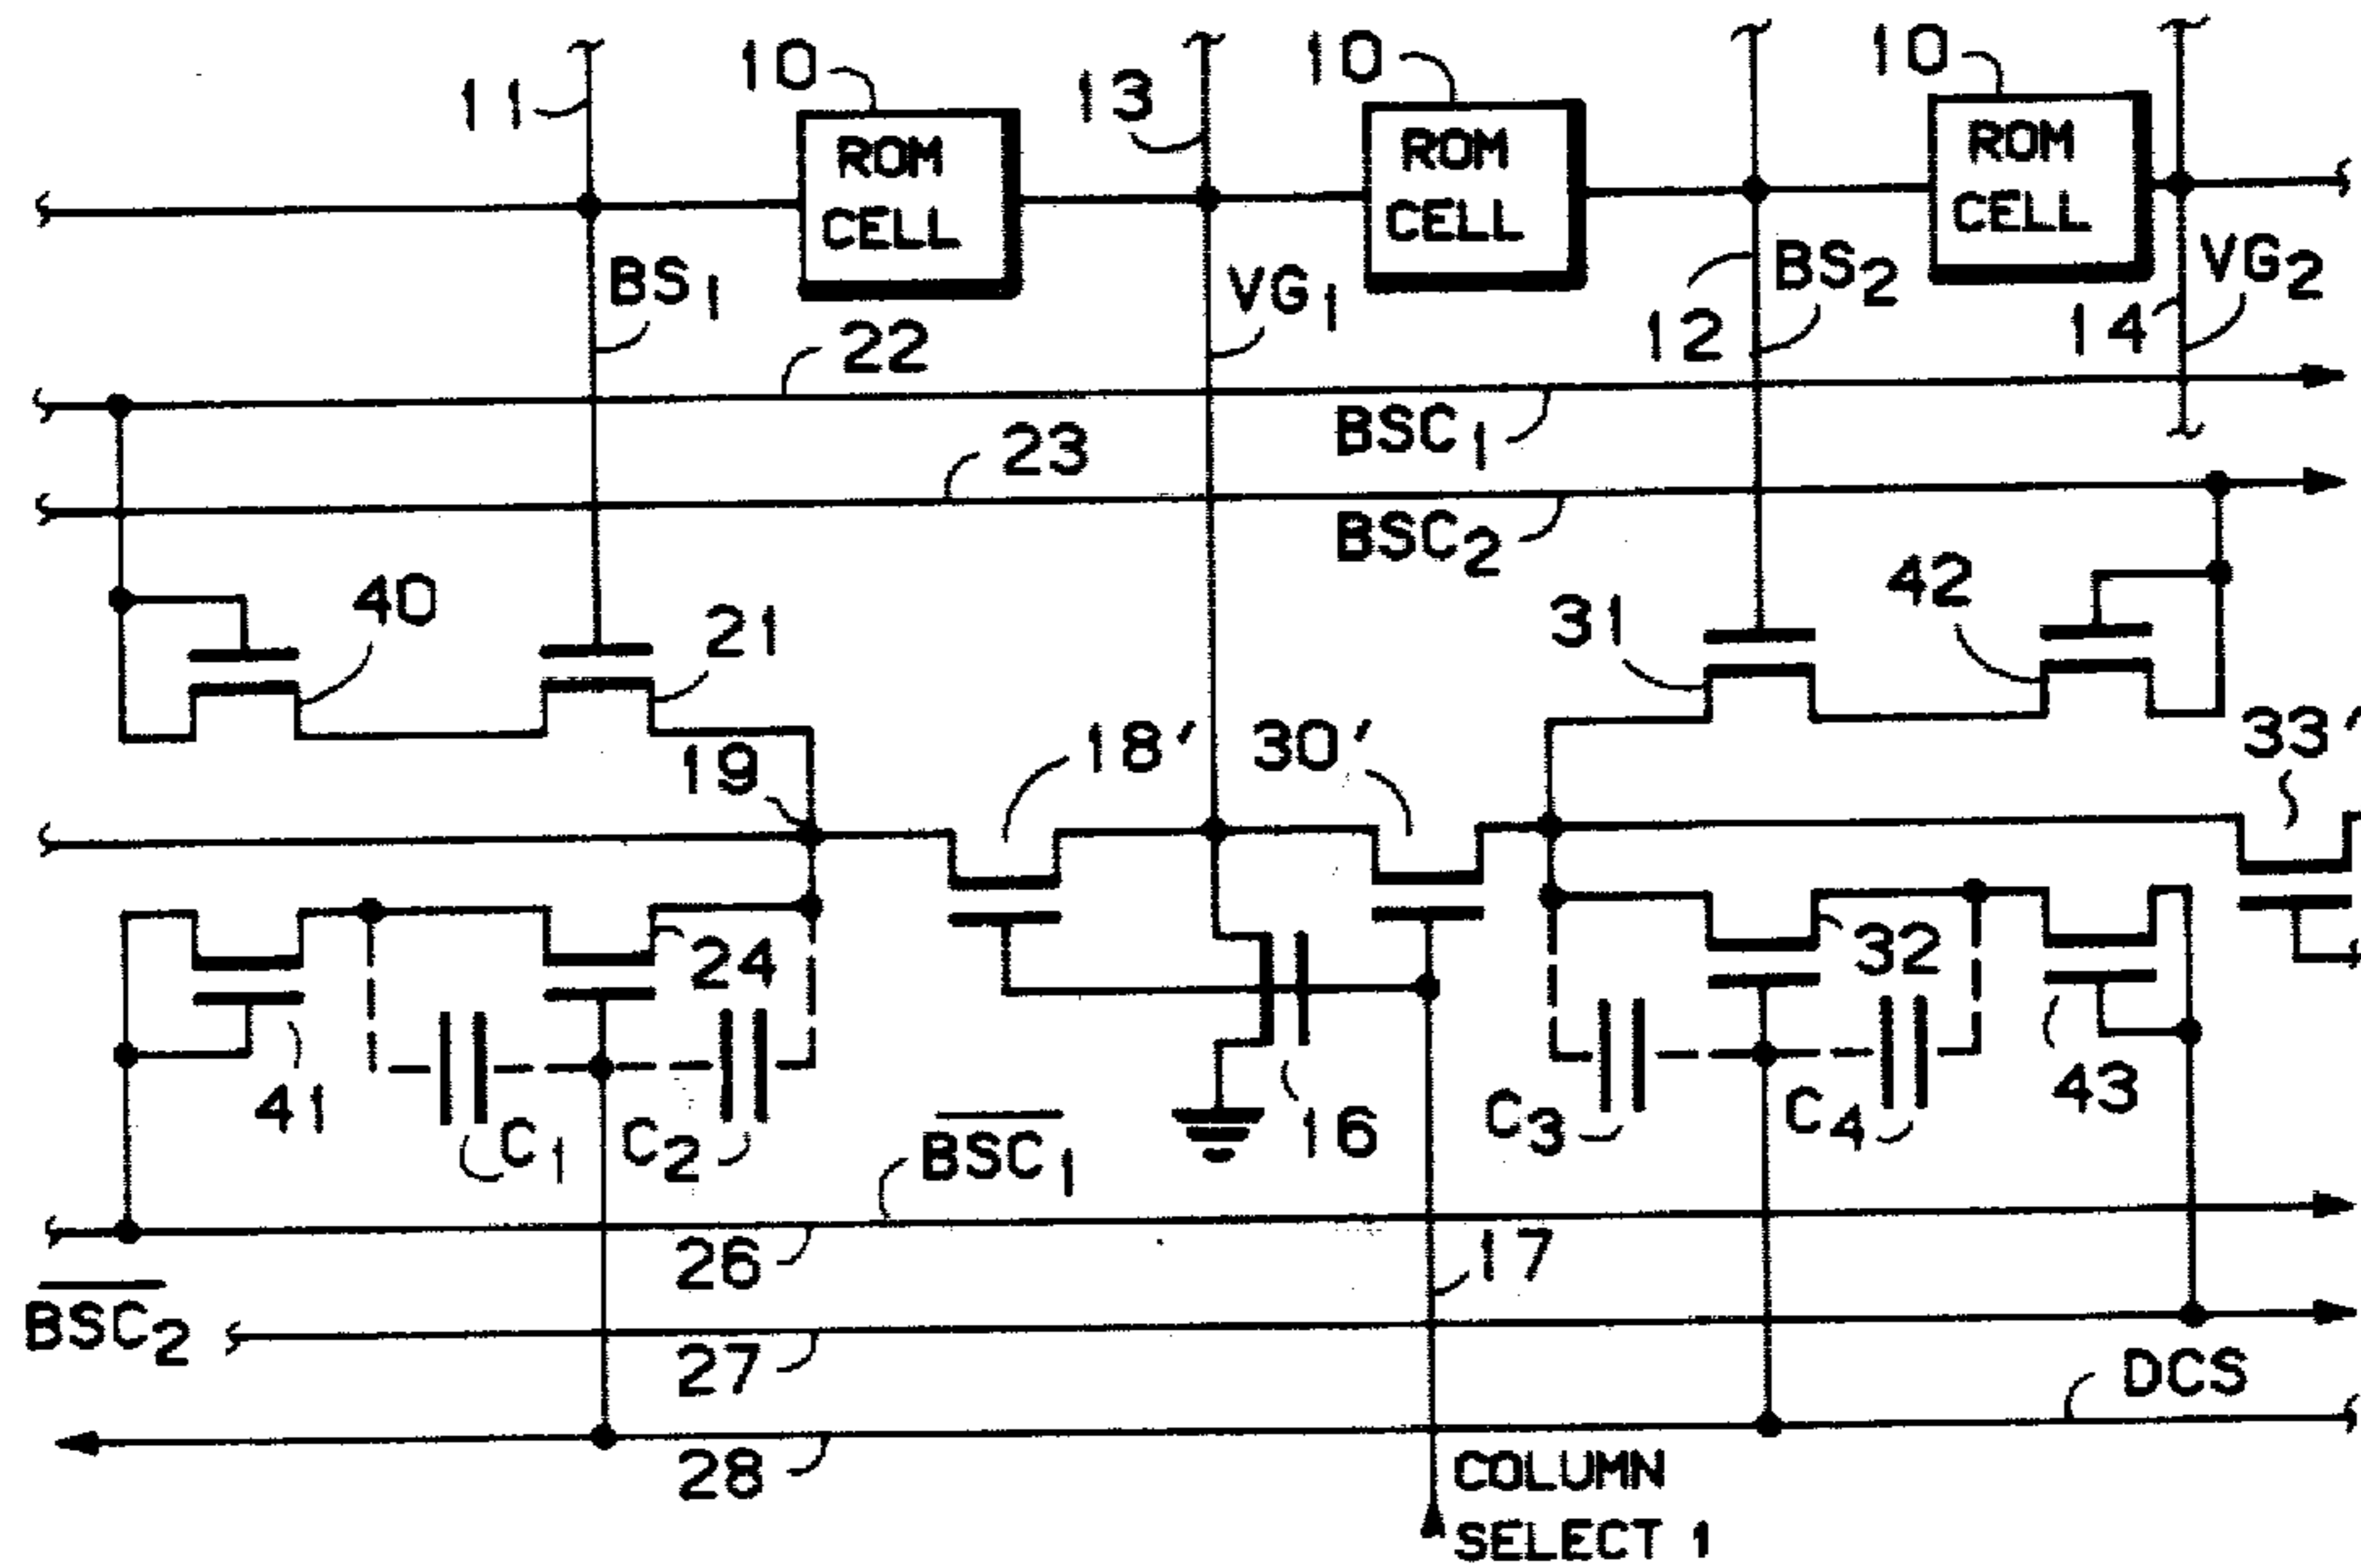 11
10
13
10
10
ROM
CELL
ROM
CELL
ROM
CELL
BS1
VG1
12
BS2
14
VG2
22
BSC1
23
BSC2
40
21
31
42
19
18'
30'
33'
24
32
41
C1
C2
16
C3
C4
43
B̅S̅C̅1
26
17
B̅S̅C̅2
27
DCS
28
COLUMN
SELECT 1